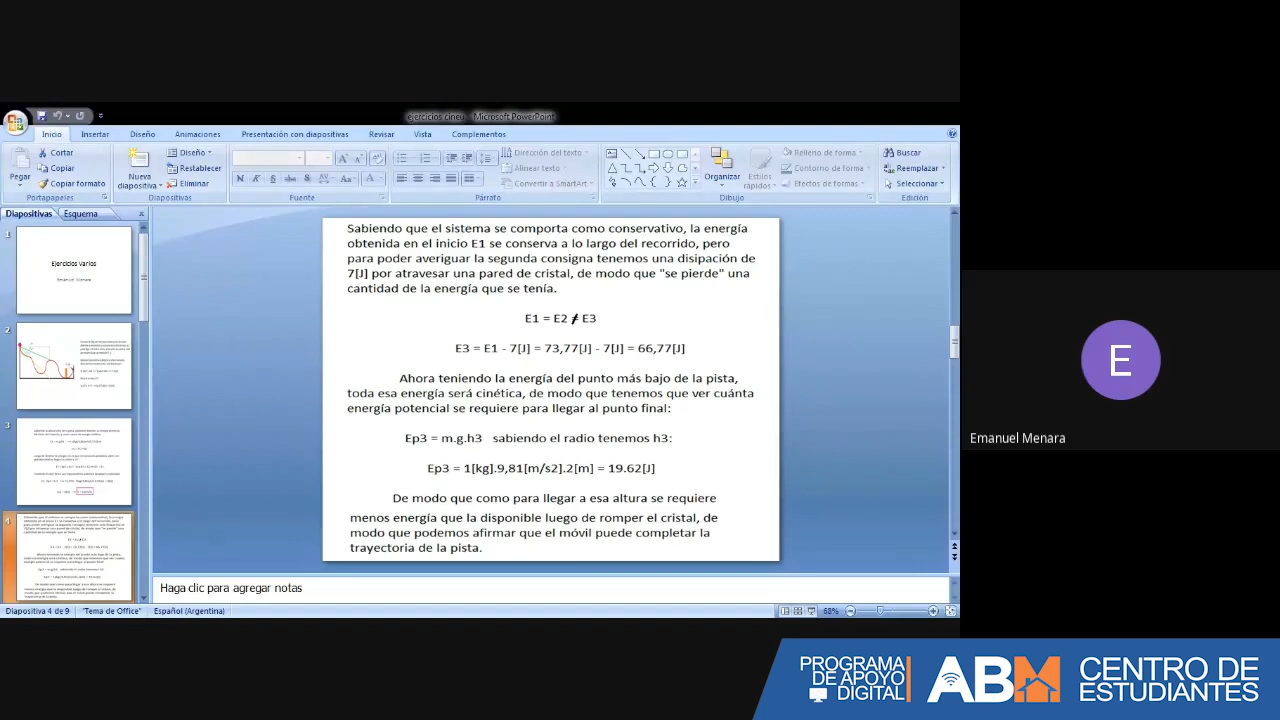 ejercicios cineu - Microsoft PowerPoint
Inicio Insertar Diseño Animaciones Presentación con diapositivas Revisar Vista Complementos
Pegar
Cortar
Copiar
Copiar formato
Portapapeles
Nueva diapositiva
Diseño
Restablecer
Eliminar
Diapositivas
Fuente
Dirección del texto
Alinear texto
Convertir a SmartArt
Párrafo
Organizar
Estilos rápidos
Relleno de forma
Contorno de forma
Efectos de formas
Dibujo
Buscar
Reemplazar
Seleccionar
Edición
Diapositivas Esquema
1
Ejercicios varios
Emanuel Menara
2
3
4
Sabiendo que el sistema se comporta como conservativo, la energía
obtenida en el inicio E1 se conserva a lo largo del recorrido, pero
para poder averiguar la segunda consigna tenemos una disipación de
7[J] por atravesar una pared de cristal, de modo que "se pierde" una
cantidad de la energía que se tenía.
E1 = E2 ≠ E3
E3 = E1 - 7[J] = 73,77[J] - 7[J] = 66,77[J]
Ahora teniendo la energía del punto más bajo de la pista,
toda esa energía será cinética, de modo que tenemos que ver cuánta
energía potencial se requiere para llegar al punto final:
Ep3 = m.g.h3 - sabiendo el radio tenemos h3:
Ep3 = 1[kg].9,81[m/s2].2[m] = 19.62[J]
De modo que como para llegar a esa altura se requiere
menos energía que la disponible luego de romper el cristal, de
modo que podemos afirmar que el móvil puede completar la
trayectoria de la pista.
Haga clic para agregar notas
Diapositiva 4 de 9 "Tema de Office" Español (Argentina) 68%
E
Emanuel Menara
PROGRAMA
DE APOYO
DIGITAL
ABM
CENTRO DE
ESTUDIANTES